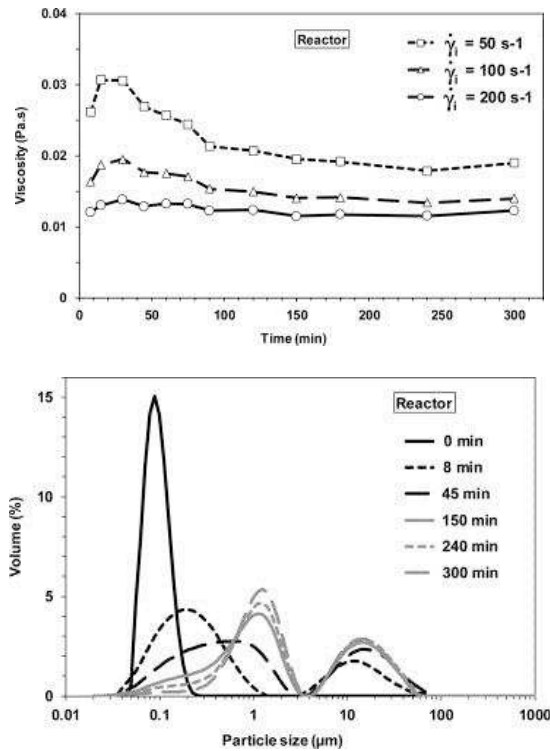 0.04
0.03
0.02
0.01
0
Viscosity (Pa.s)
Reactor
γ̇i = 50 s-1
γ̇i = 100 s-1
γ̇i = 200 s-1
0 50 100 150 200 250 300
Time (min)
15
10
5
0
Volume (%)
Reactor
0 min
8 min
45 min
150 min
240 min
300 min
0.01 0.1 1 10 100 1000
Particle size (μm)